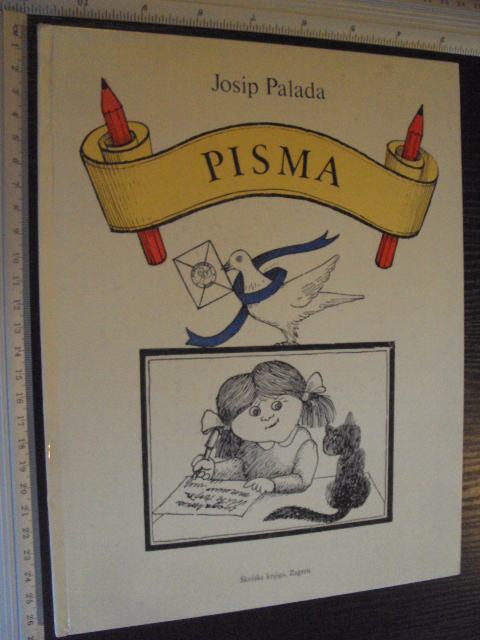 Josip Palada
PISMA
Školska knjiga, Zagreb